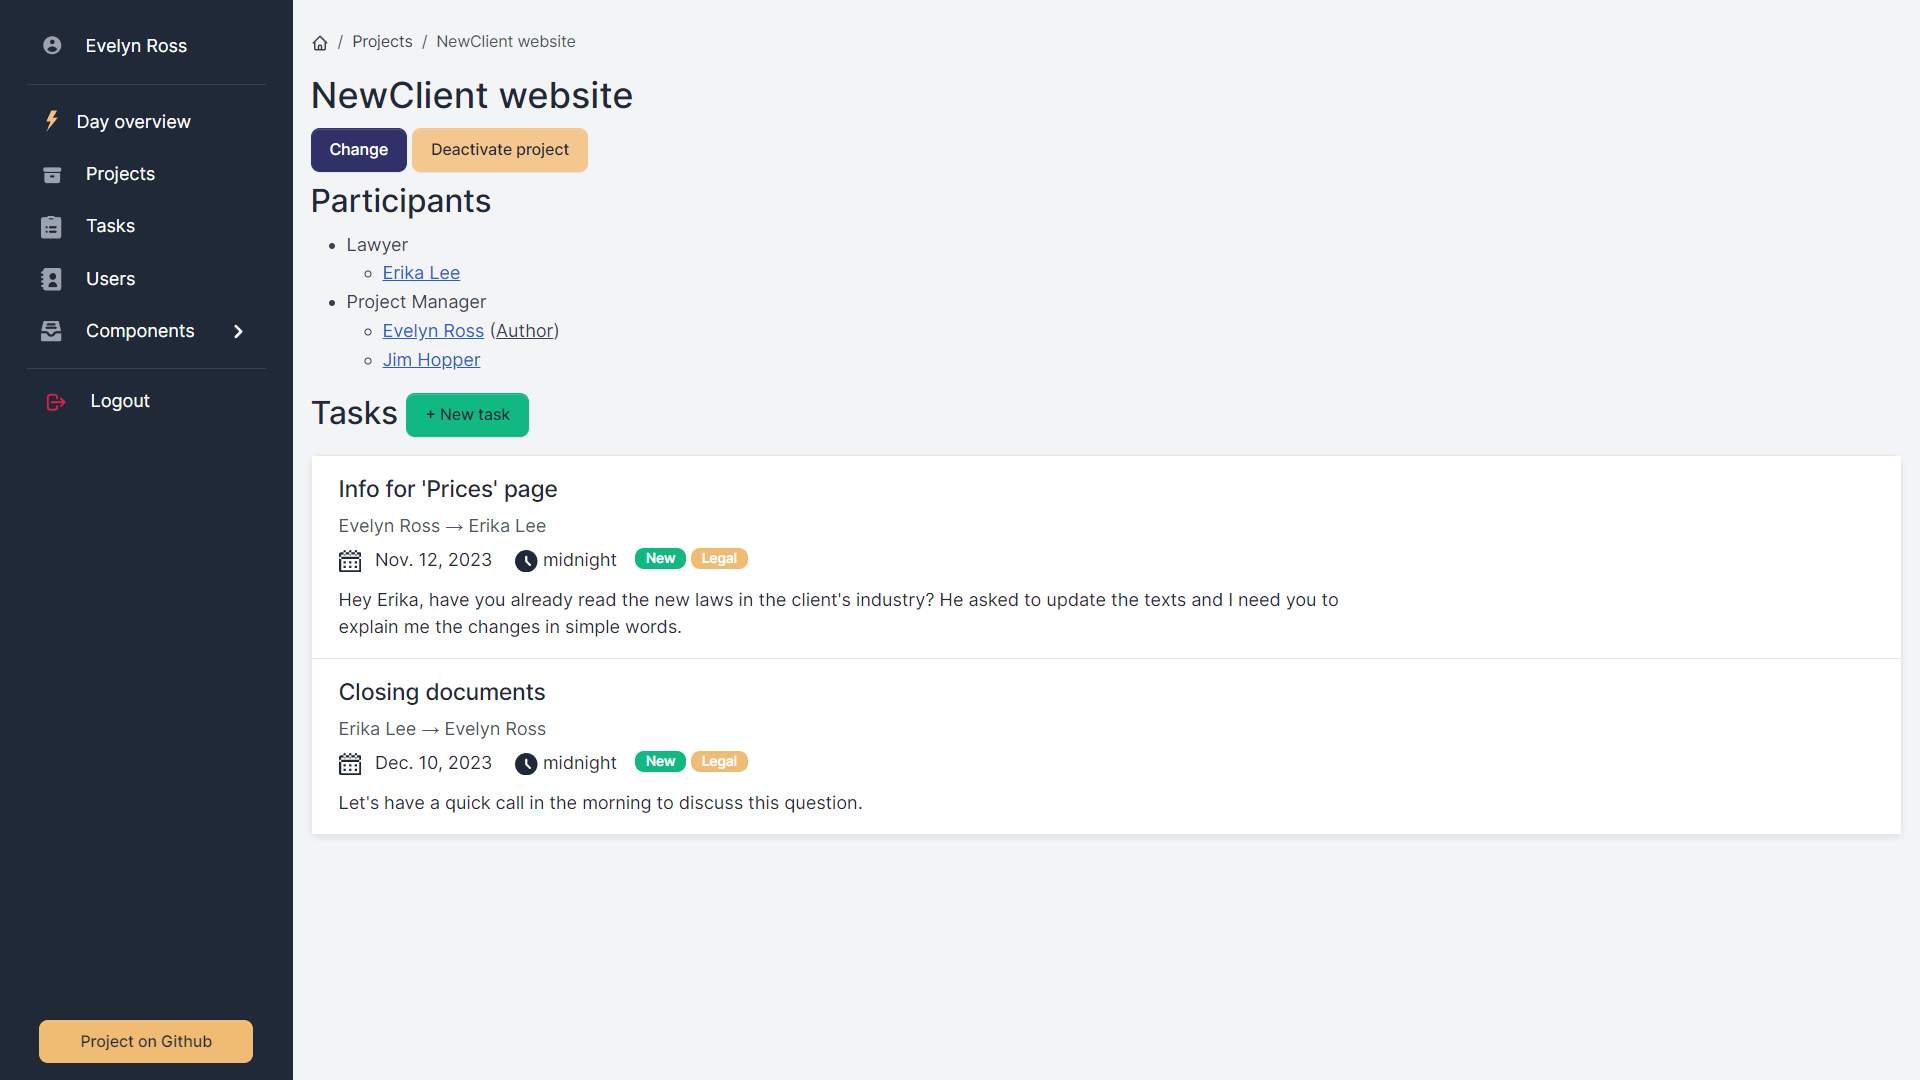 Evelyn Ross
Day overview
Projects
Tasks
Users
Components
Logout
Project on Github
/ Projects / NewClient website
NewClient website
Change Deactivate project
Participants
Lawyer
Erika Lee
Project Manager
Evelyn Ross (Author)
Jim Hopper
Tasks + New task
Info for 'Prices' page
Evelyn Ross → Erika Lee
Nov. 12, 2023 midnight New Legal
Hey Erika, have you already read the new laws in the client's industry? He asked to update the texts and I need you to
explain me the changes in simple words.
Closing documents
Erika Lee → Evelyn Ross
Dec. 10, 2023 midnight New Legal
Let's have a quick call in the morning to discuss this question.